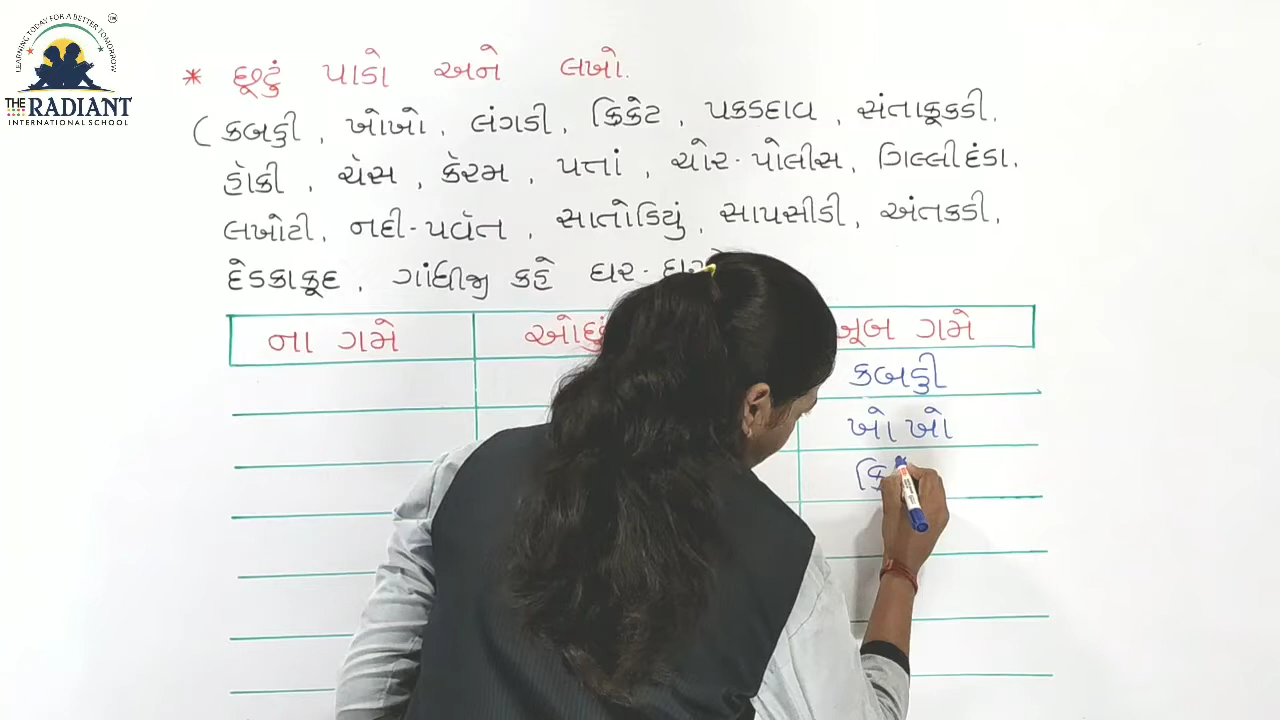 LEARNING TODAY FOR A BETTER TOMORROW
THE RADIANT
INTERNATIONAL SCHOOL
* છૂટું પાડો અને લખો.
( કબડ્ડી , ખોખો , લંગડી , ક્રિકેટ , પકડદાવ , સંતાકૂકડી ,
હૉકી , ચેસ , કેરમ , પત્તાં , ચોર - પોલીસ , ગિલ્લીદંડા .
લખોટી , નદી - પર્વત , સાતોડિયું , સાપસીડી , અંતકડી ,
દેડકાકૂદ , ગાંધીજી કહે ઘર -
ના ગમે ખૂબ ગમે
કબડ્ડી
ખો ખો
ક્રિ